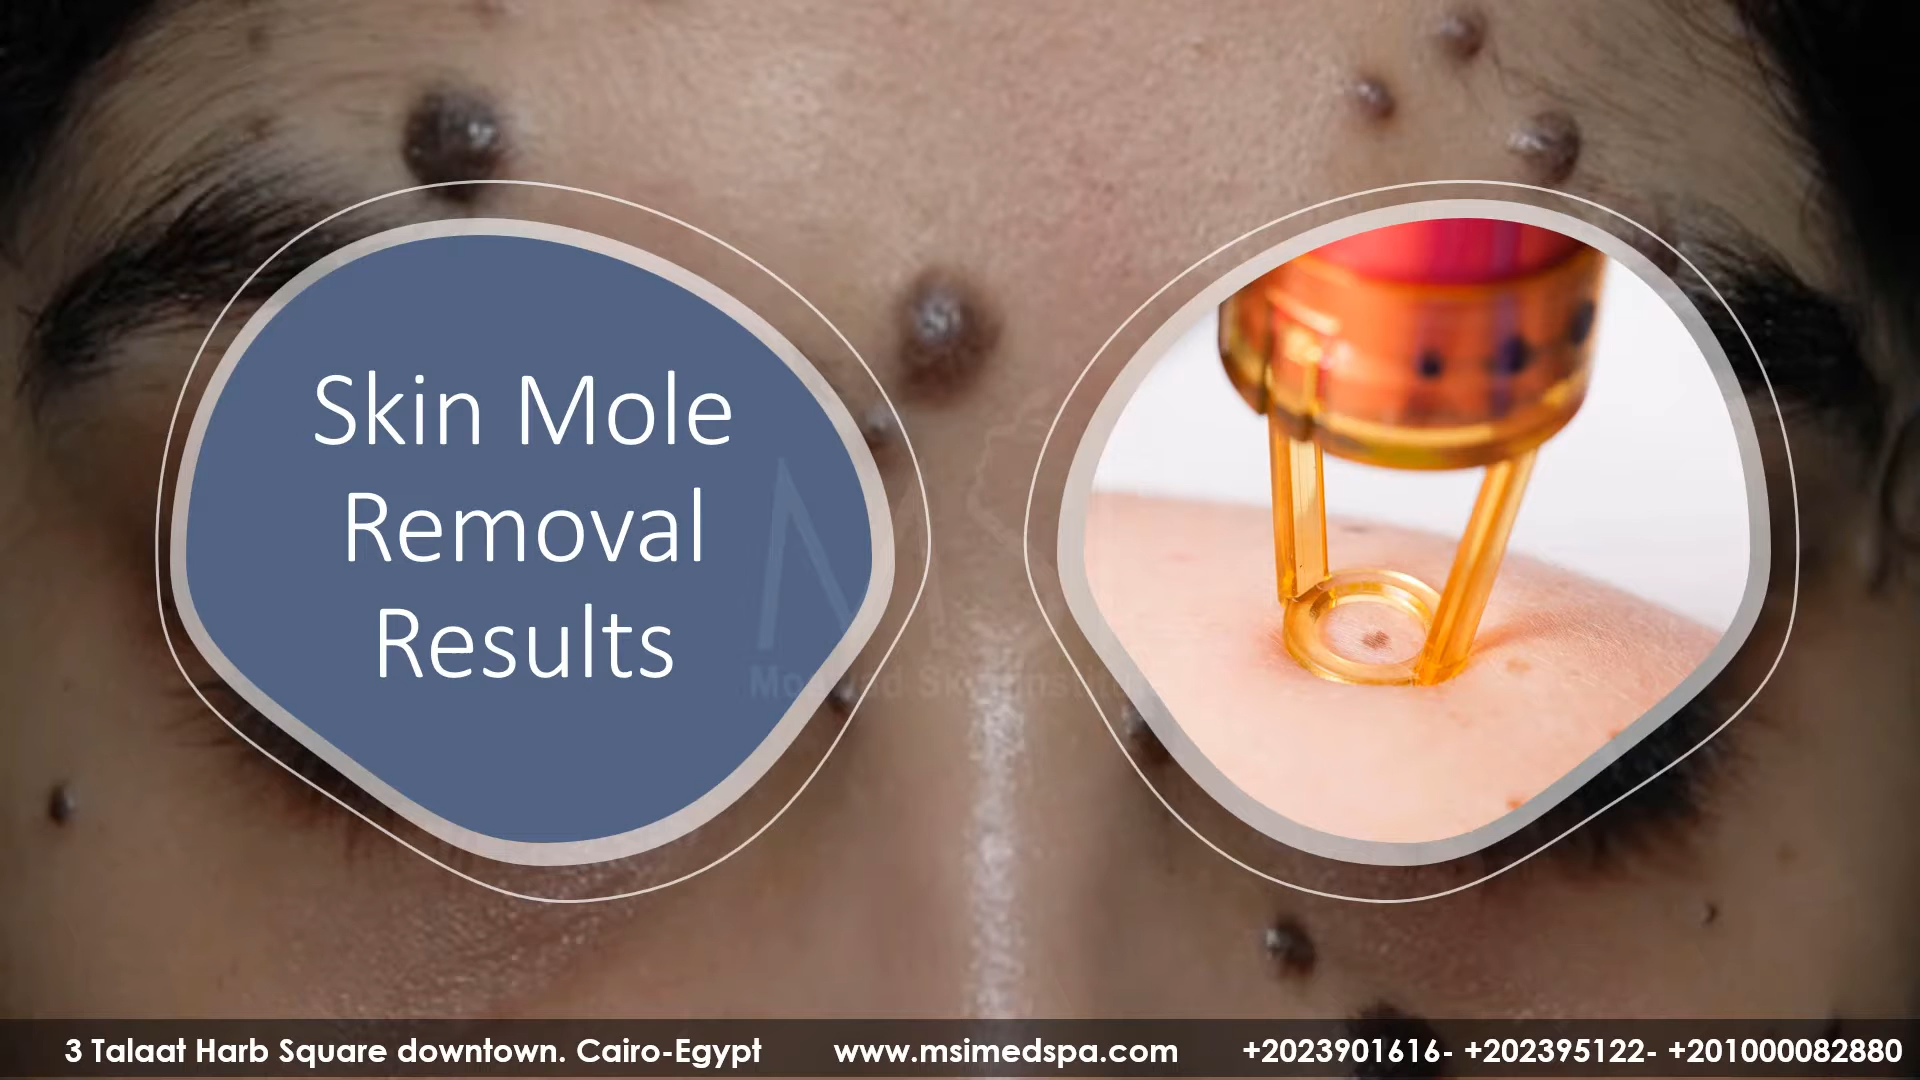 Skin Mole
Removal
Results
3 Talaat Harb Square downtown. Cairo-Egypt
www.msimedspa.com
+2023901616- +202395122- +201000082880